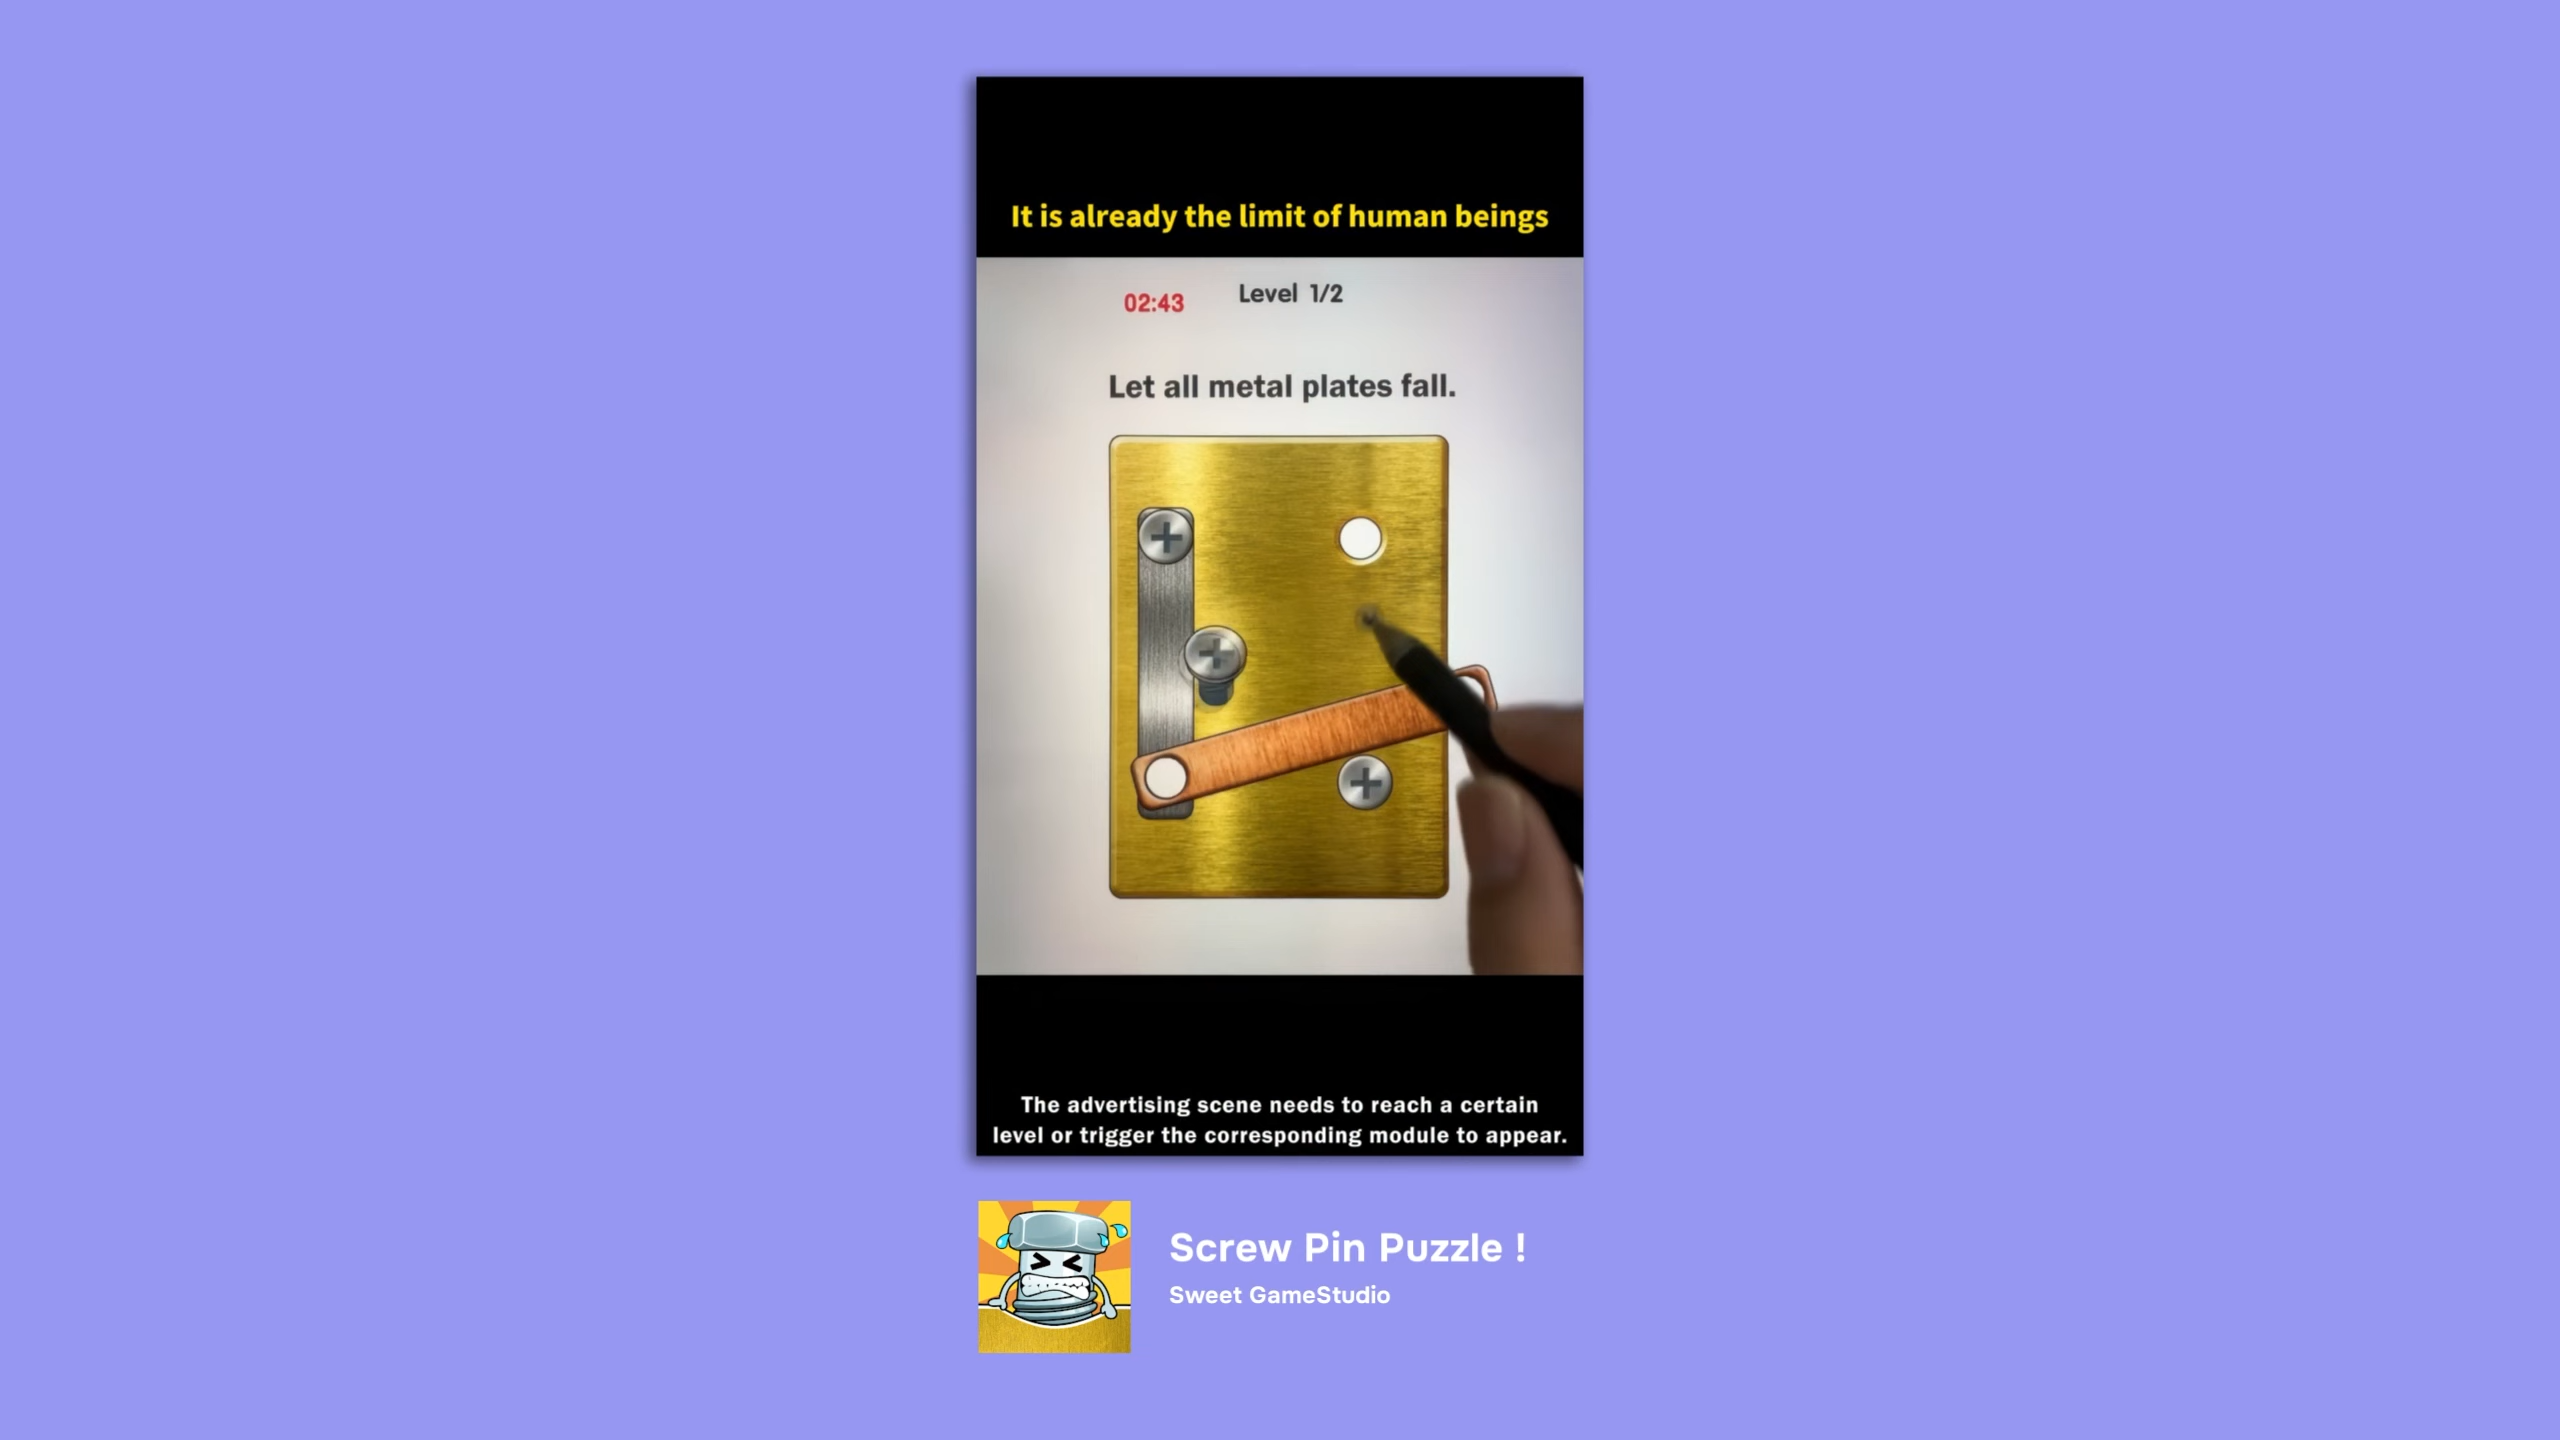 It is already the limit of human beings
02:43
Level 1/2
Let all metal plates fall.
The advertising scene needs to reach a certain
level or trigger the corresponding module to appear.
Screw Pin Puzzle !
Sweet GameStudio